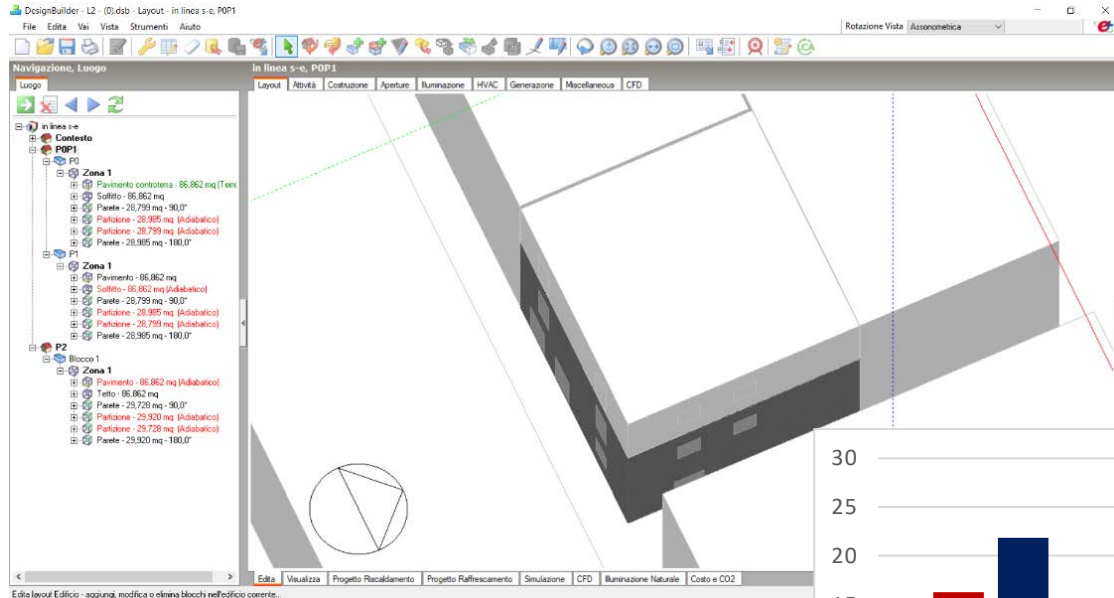 DesignBuilder - L2 - (0).dsb - Layout - in linea s-e, P0P1
File Edita Vai Vista Strumenti Aiuto
Rotazione Vista Assonometrica
Navigazione, Luogo
in linea s-e, P0P1
Luogo
Layout Attività Costruzione Aperture Illuminazione HVAC Generazione Miscellaneous CFD
in linea s-e
Contesto
P0P1
P0
Zona 1
Pavimento controterra - 86,862 mq (Terre
Soffitto - 86,862 mq
Parete - 28,799 mq - 90,0°
Partizione - 28,985 mq (Adiabatico)
Partizione - 28,799 mq (Adiabatico)
Parete - 28,985 mq - 180,0°
P1
Zona 1
Pavimento - 86,862 mq
Soffitto - 86,862 mq (Adiabatico)
Parete - 28,799 mq - 90,0°
Partizione - 28,985 mq (Adiabatico)
Partizione - 28,799 mq (Adiabatico)
Parete - 28,985 mq - 180,0°
P2
Blocco 1
Zona 1
Pavimento - 86,862 mq (Adiabatico)
Tetto - 86,862 mq
Parete - 29,728 mq - 90,0°
Partizione - 29,920 mq (Adiabatico)
Partizione - 29,728 mq (Adiabatico)
Parete - 29,920 mq - 180,0°
30
25
20
15
Edita Visualizza Progetto Riscaldamento Progetto Raffrescamento Simulazione CFD Illuminazione Naturale Costo e CO2
Edita layout Edificio - aggiungi, modifica o elimina blocchi nell'edificio corrente...